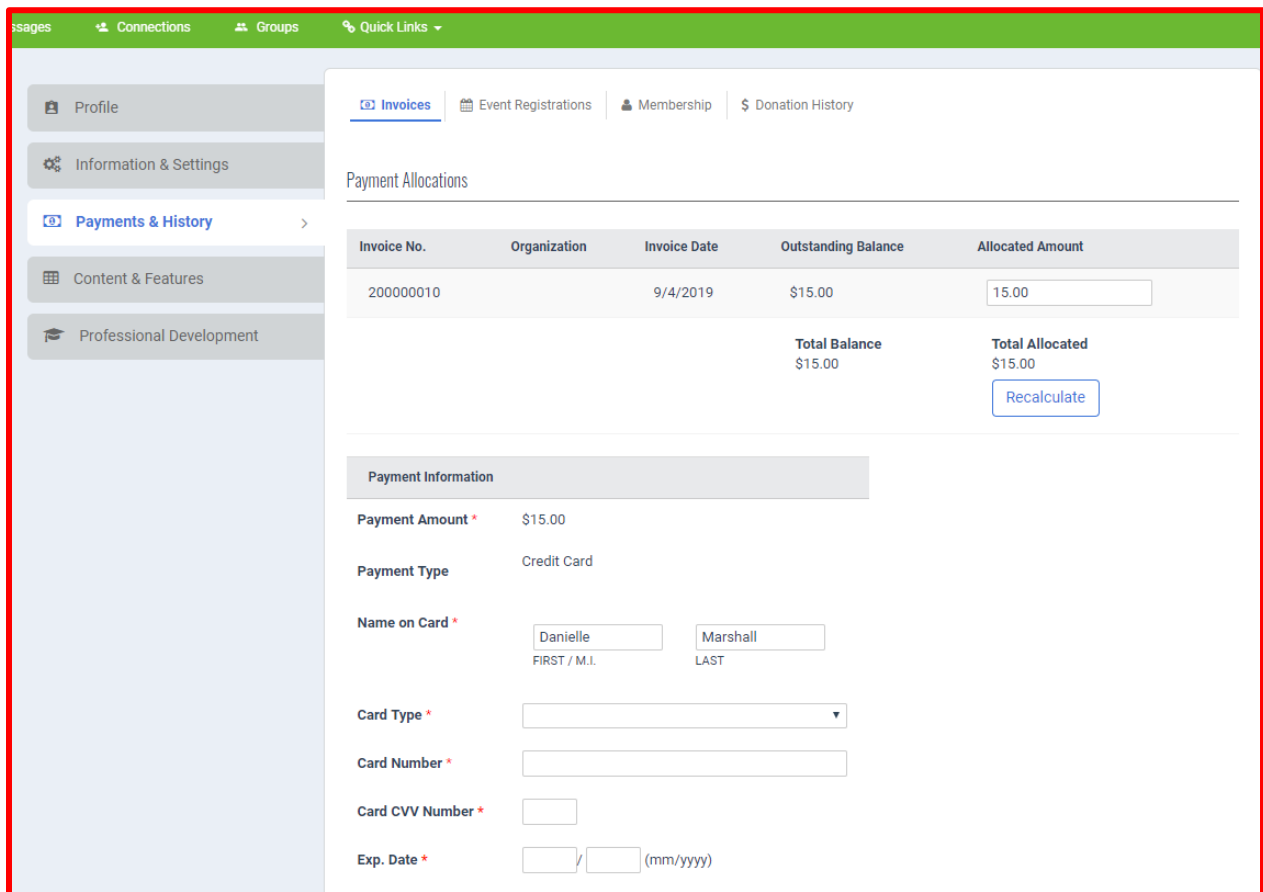 ssages Connections Groups Quick Links
Profile
Information & Settings
Payments & History
Content & Features
Professional Development
Invoices Event Registrations Membership $ Donation History
Payment Allocations
Invoice No. Organization Invoice Date Outstanding Balance Allocated Amount
200000010 9/4/2019 $15.00 15.00
Total Balance Total Allocated
$15.00 $15.00
Recalculate
Payment Information
Payment Amount * $15.00
Payment Type Credit Card
Name on Card * Danielle Marshall
FIRST / M.I. LAST
Card Type *
Card Number *
Card CVV Number *
Exp. Date * / (mm/yyyy)